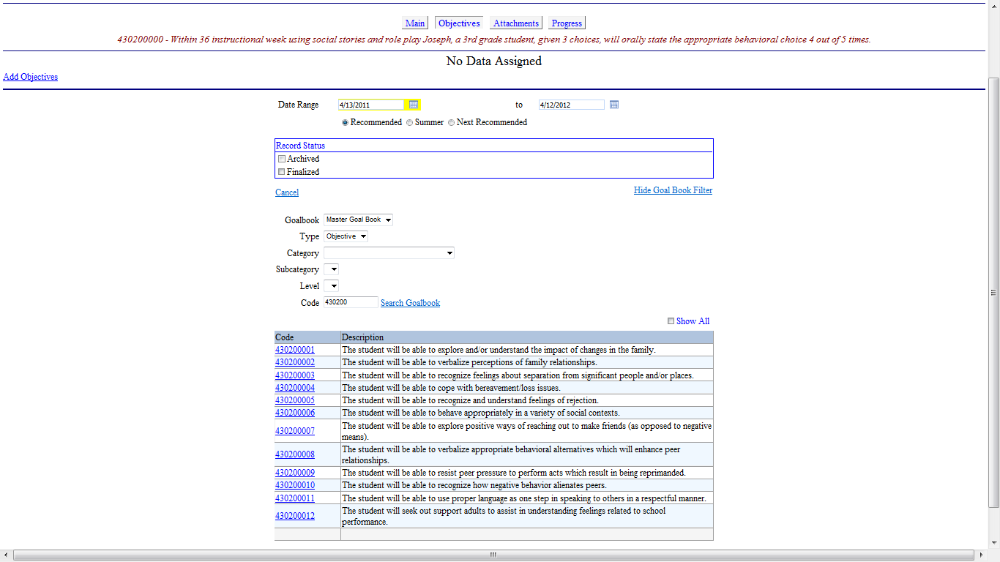 Main Objectives Attachments Progress
430200000 - Within 36 instructional week using social stories and role play Joseph, a 3rd grade student, given 3 choices, will orally state the appropriate behavioral choice 4 out of 5 times.
No Data Assigned
Add Objectives
Date Range 4/13/2011 to 4/12/2012
Recommended Summer Next Recommended
Record Status
Archived
Finalized
Cancel Hide Goal Book Filter
Goalbook Master Goal Book
Type Objective
Category
Subcategory
Level
Code 430200 Search Goalbook
Show All
Code Description
430200001 The student will be able to explore and/or understand the impact of changes in the family.
430200002 The student will be able to verbalize perceptions of family relationships.
430200003 The student will be able to recognize feelings about separation from significant people and/or places.
430200004 The student will be able to cope with bereavement/loss issues.
430200005 The student will be able to recognize and understand feelings of rejection.
430200006 The student will be able to behave appropriately in a variety of social contexts.
430200007 The student will be able to explore positive ways of reaching out to make friends (as opposed to negative
means).
430200008 The student will be able to verbalize appropriate behavioral alternatives which will enhance peer
relationships.
430200009 The student will be able to resist peer pressure to perform acts which result in being reprimanded.
430200010 The student will be able to recognize how negative behavior alienates peers.
430200011 The student will be able to use proper language as one step in speaking to others in a respectful manner.
430200012 The student will seek out support adults to assist in understanding feelings related to school
performance.